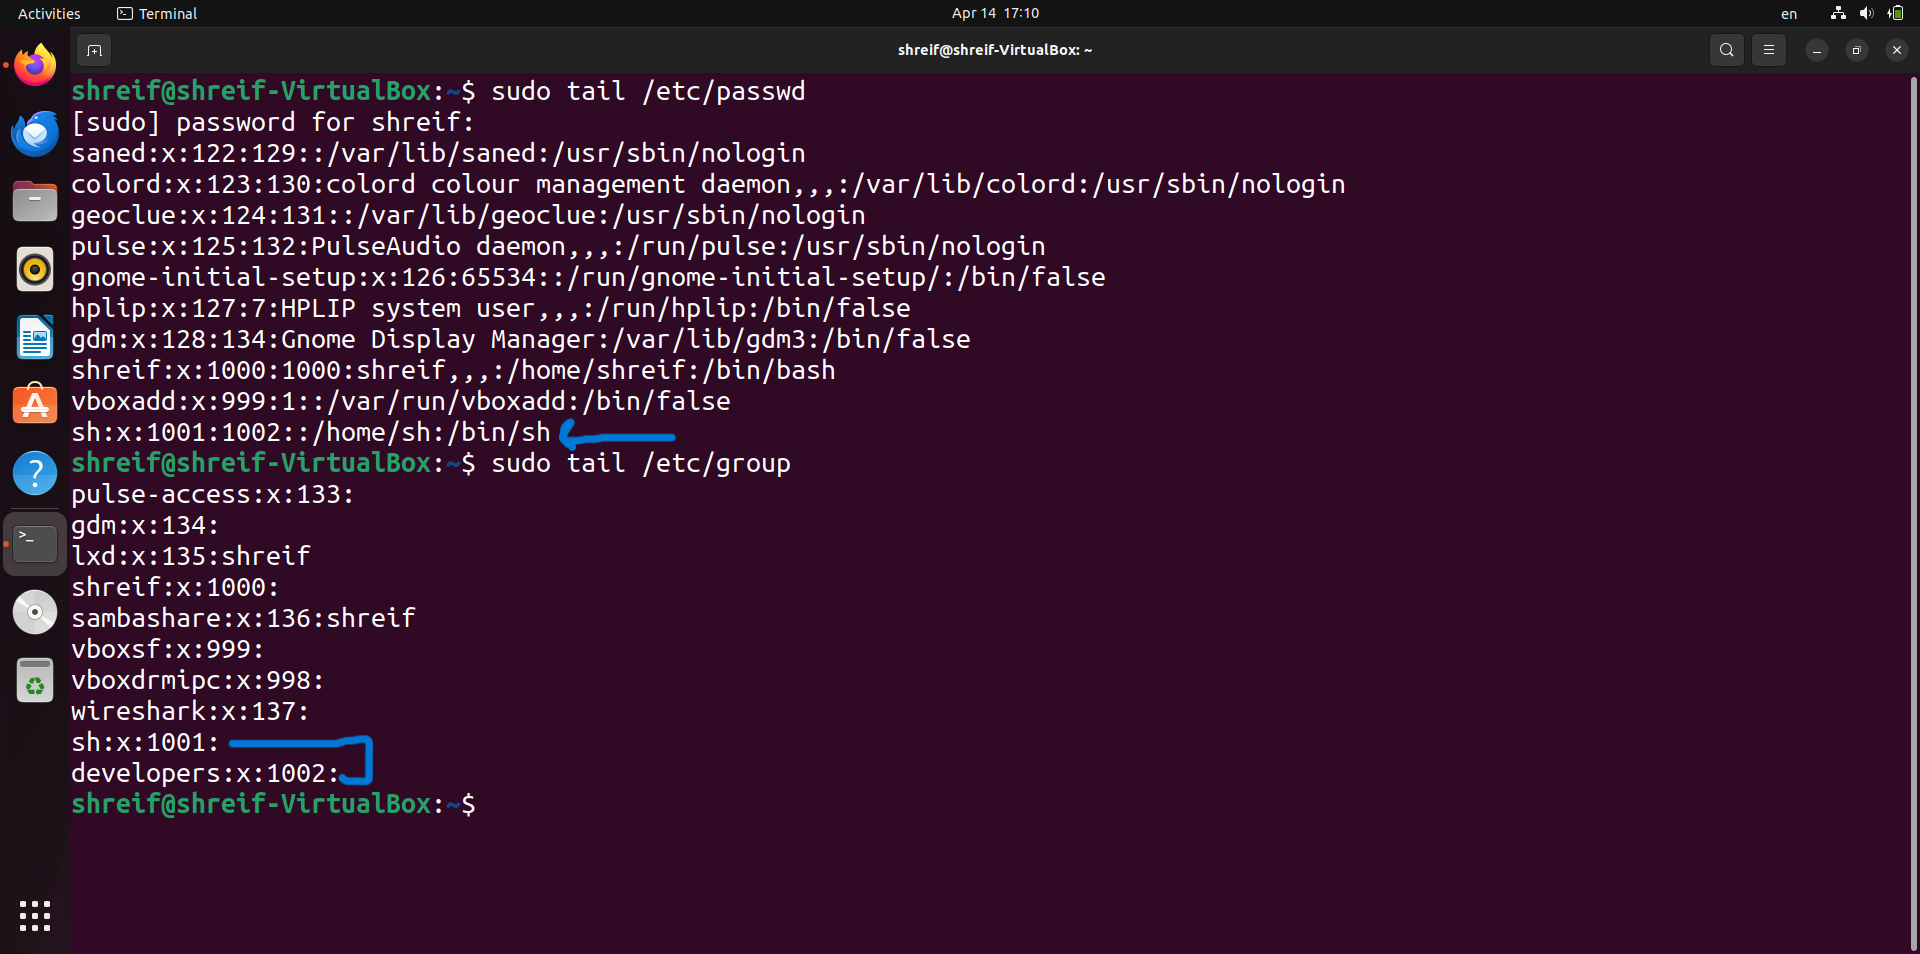 Activities
Terminal
Apr 14 17:10
en
shreif@shreif-VirtualBox: ~
shreif@shreif-VirtualBox:~$ sudo tail /etc/passwd
[sudo] password for shreif:
saned:x:122:129::/var/lib/saned:/usr/sbin/nologin
colord:x:123:130:colord colour management daemon,,,:/var/lib/colord:/usr/sbin/nologin
geoclue:x:124:131::/var/lib/geoclue:/usr/sbin/nologin
pulse:x:125:132:PulseAudio daemon,,,:/run/pulse:/usr/sbin/nologin
gnome-initial-setup:x:126:65534::/run/gnome-initial-setup/:/bin/false
hplip:x:127:7:HPLIP system user,,,:/run/hplip:/bin/false
gdm:x:128:134:Gnome Display Manager:/var/lib/gdm3:/bin/false
shreif:x:1000:1000:shreif,,,:/home/shreif:/bin/bash
vboxadd:x:999:1::/var/run/vboxadd:/bin/false
sh:x:1001:1002::/home/sh:/bin/sh
shreif@shreif-VirtualBox:~$ sudo tail /etc/group
pulse-access:x:133:
gdm:x:134:
lxd:x:135:shreif
shreif:x:1000:
sambashare:x:136:shreif
vboxsf:x:999:
vboxdrmipc:x:998:
wireshark:x:137:
sh:x:1001:
developers:x:1002:
shreif@shreif-VirtualBox:~$